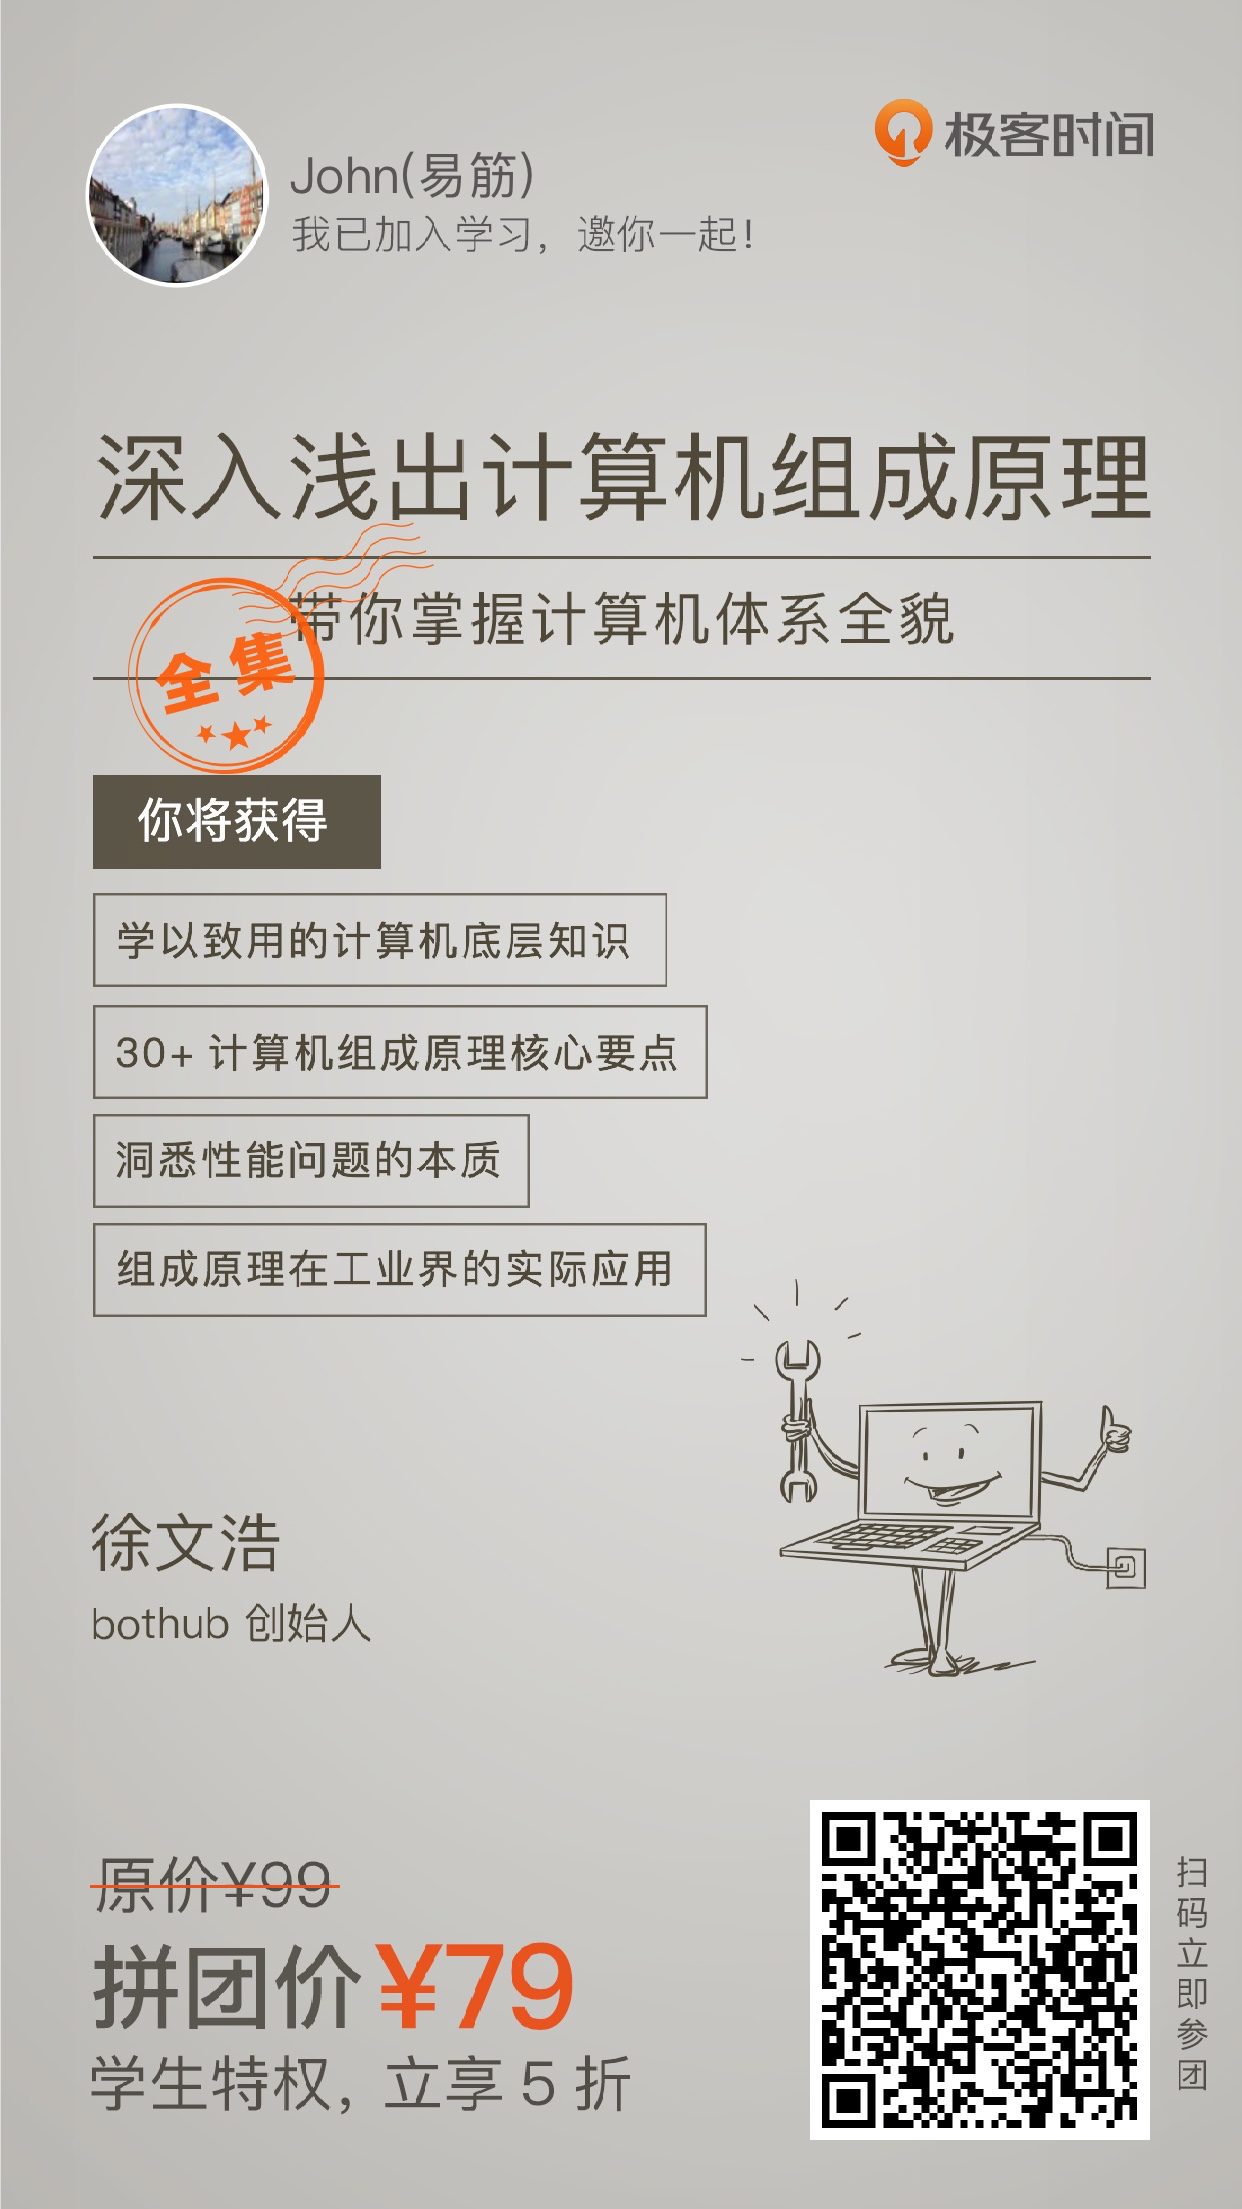 极客时间
John(易筋)
我已加入学习，邀你一起！
深入浅出计算机组成原理
带你掌握计算机体系全貌
全集
你将获得
学以致用的计算机底层知识
30+ 计算机组成原理核心要点
洞悉性能问题的本质
组成原理在工业界的实际应用
徐文浩
bothub 创始人
原价¥99
拼团价¥79
学生特权，立享 5 折
扫码立即参团